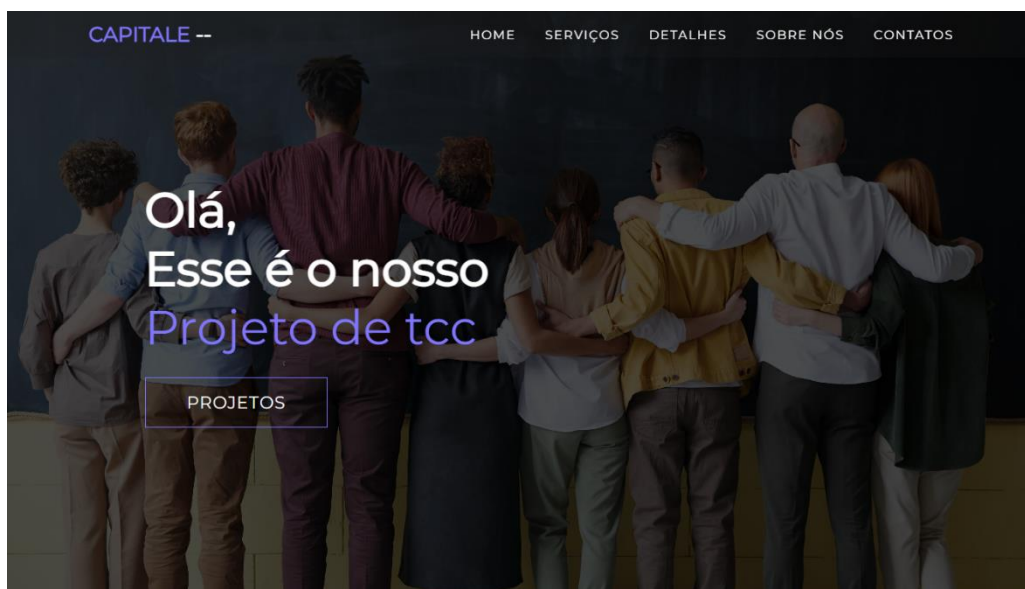 CAPITALE --
HOME SERVIÇOS DETALHES SOBRE NÓS CONTATOS
Olá,
Esse é o nosso
Projeto de tcc
PROJETOS